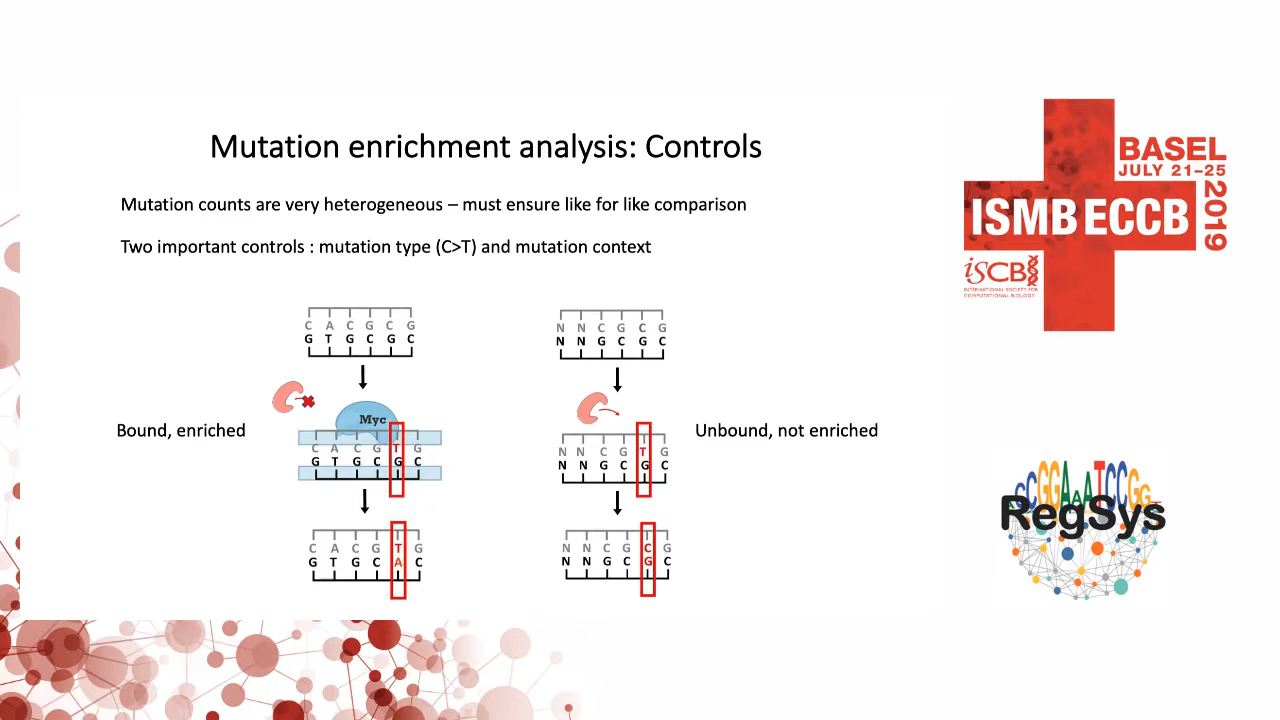 Mutation enrichment analysis: Controls
Mutation counts are very heterogeneous – must ensure like for like comparison
Two important controls : mutation type (C>T) and mutation context
C A C G C G
G T G C G C
N N C G C G
N N G C G C
Bound, enriched
Myc
C A C G T G
G T G C G C
N N C G T G
N N G C G C
Unbound, not enriched
C A C G T G
G T G C A C
N N C G C G
N N G C G C
BASEL
JULY 21–25
2019
ISMB ECCB
ISCB
INTERNATIONAL SOCIETY FOR
COMPUTATIONAL BIOLOGY
CCGGAAATCCGG
RegSys